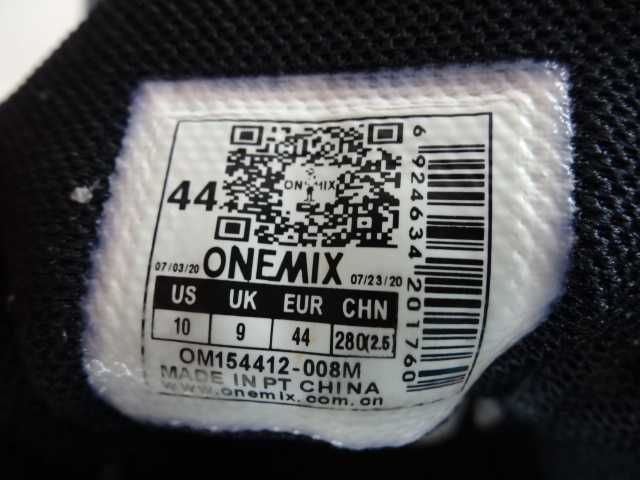 44
ONEMIX
6 924634 201760
07/03/20 ONEMIX 07/23/20
US UK EUR CHN
10 9 44 280(2.5)
OM154412-008M
MADE IN PT CHINA
www.onemix.com.cn